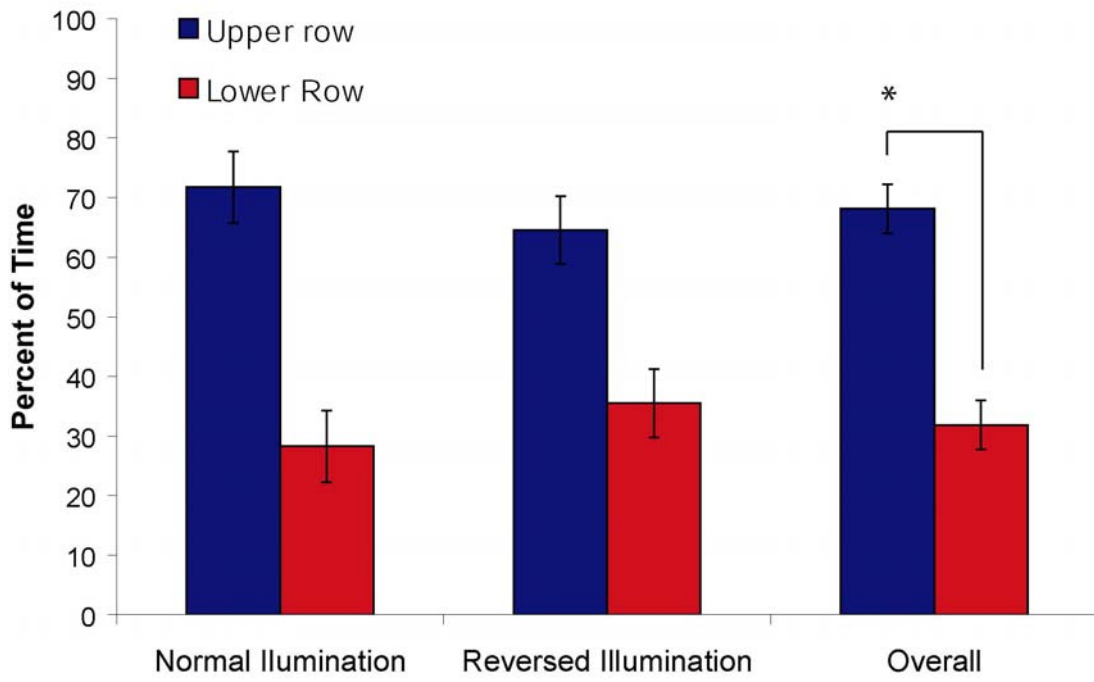 100
90
80
70
60
50
40
30
20
10
0
Percent of Time
Upper row
Lower Row
*
Normal Ilumination
Reversed Illumination
Overall